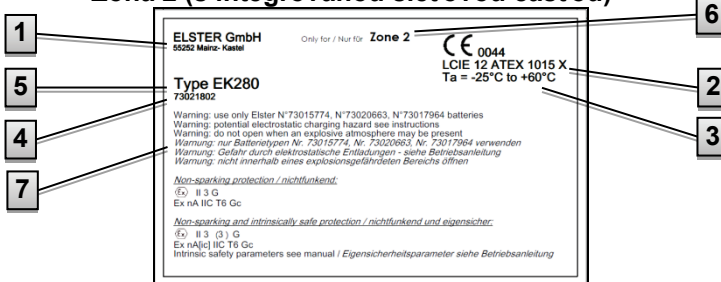 1
ELSTER GmbH
55252 Mainz- Kastel
Only for / Nur für Zone 2
6
CE 0044
LCIE 12 ATEX 1015 X
Ta = -25°C to +60°C
5
Type EK280
73021802
2
4
3
7
Warning: use only Elster N°73015774, N°73020663, N°73017964 batteries
Warning: potential electrostatic charging hazard see instructions
Warning: do not open when an explosive atmosphere may be present
Warnung: nur Batterietypen Nr. 73015774, Nr. 73020663, Nr. 73017964 verwenden
Warnung: Gefahr durch elektrostatische Entladungen - siehe Betriebsanleitung
Warnung: nicht innerhalb eines explosionsgefährdeten Bereichs öffnen
Non-sparking protection / nichtfunkend:
Ex II 3 G
Ex nA IIC T6 Gc
Non-sparking and intrinsically safe protection / nichtfunkend und eigensicher:
Ex II 3 (3) G
Ex nA[ic] IIC T6 Gc
Intrinsic safety parameters see manual / Eigensicherheitsparameter siehe Betriebsanleitung